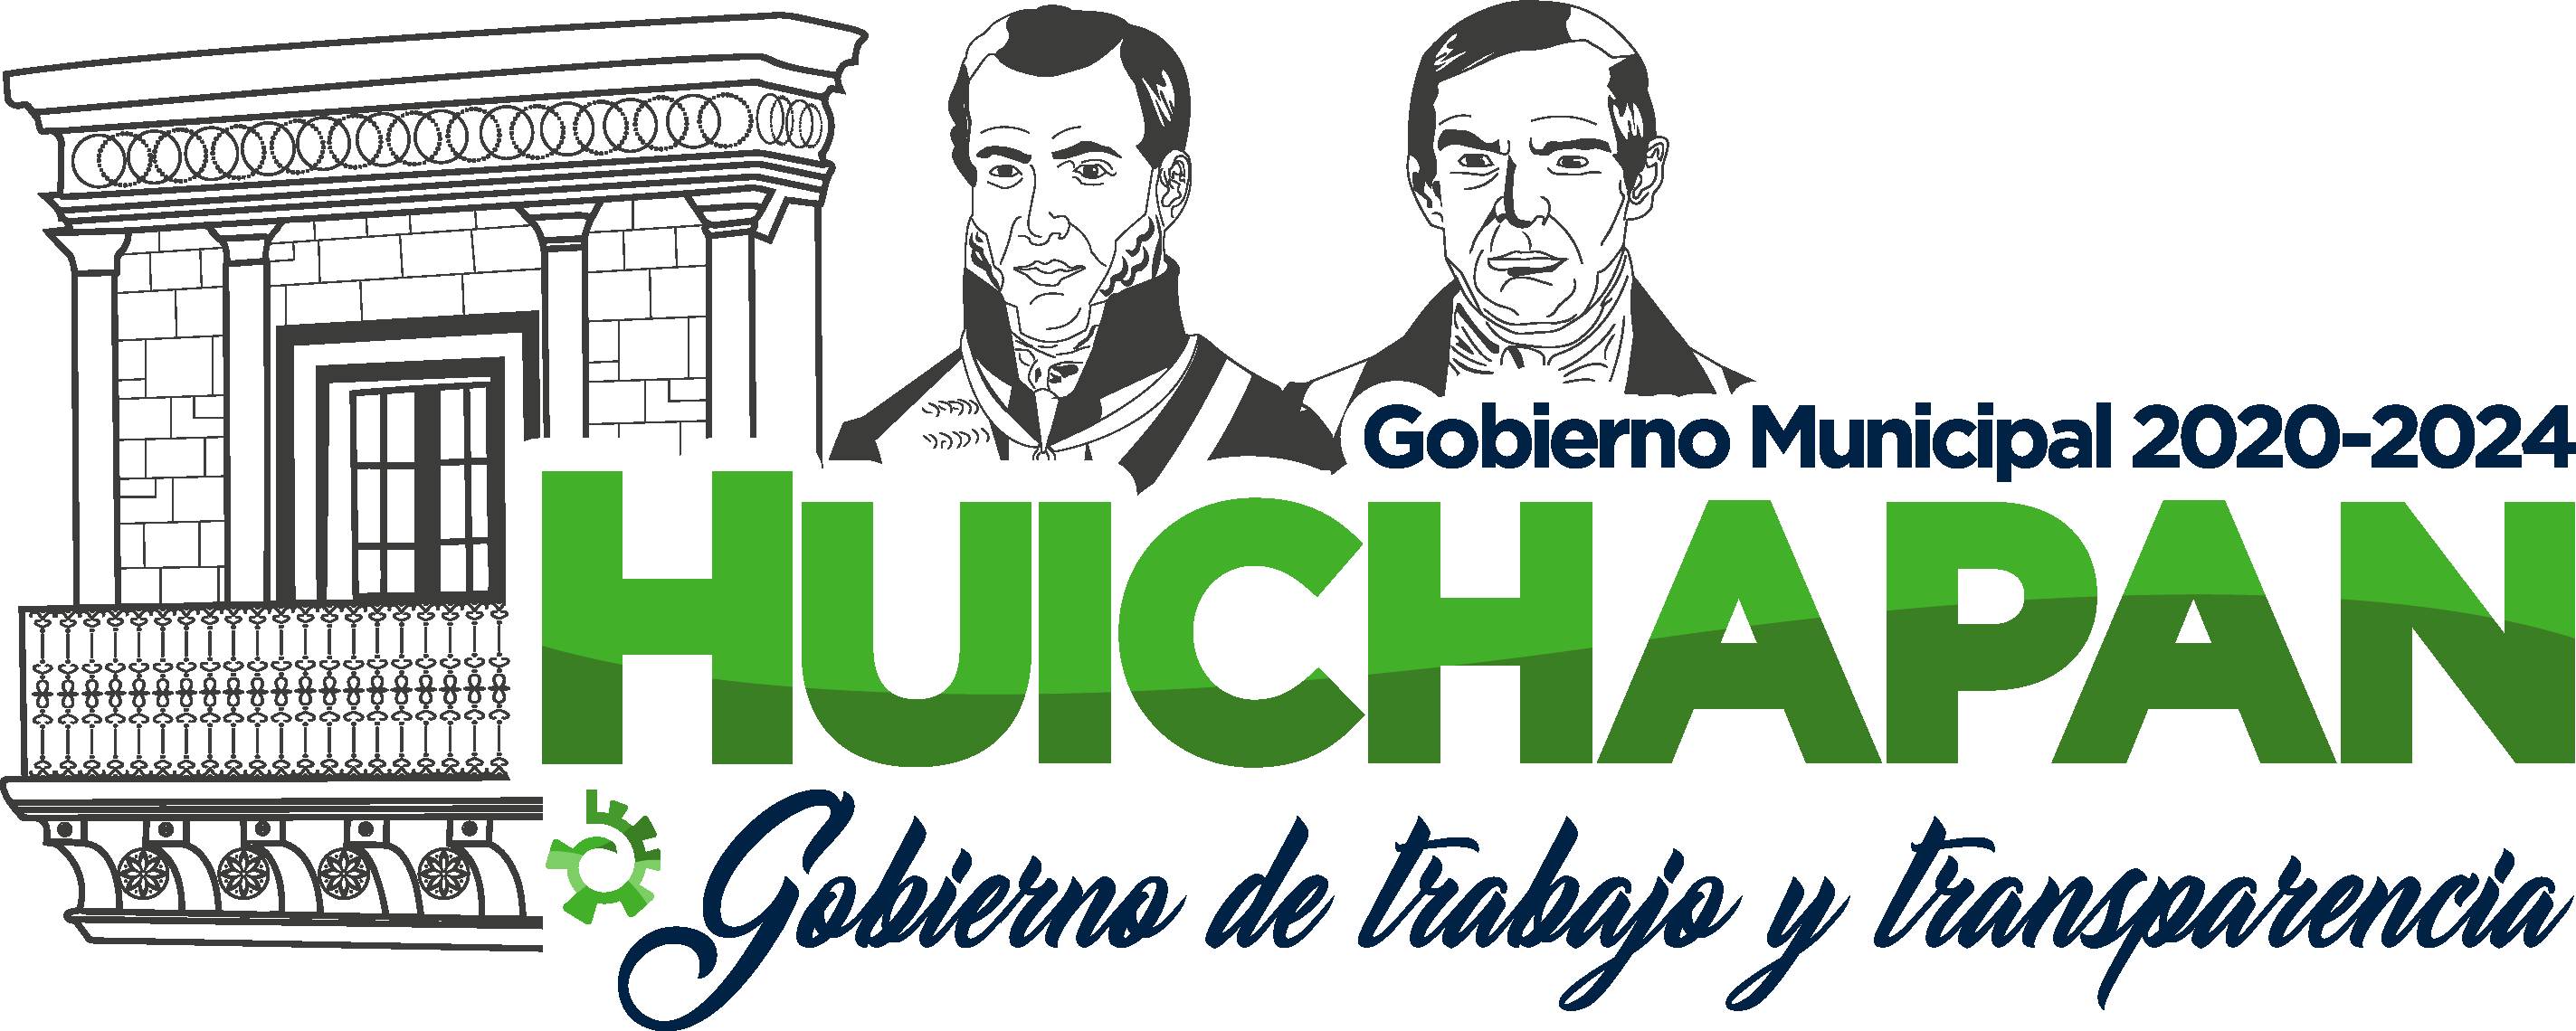 Gobierno Municipal 2020-2024
HUICHAPAN
Gobierno de trabajo y transparencia